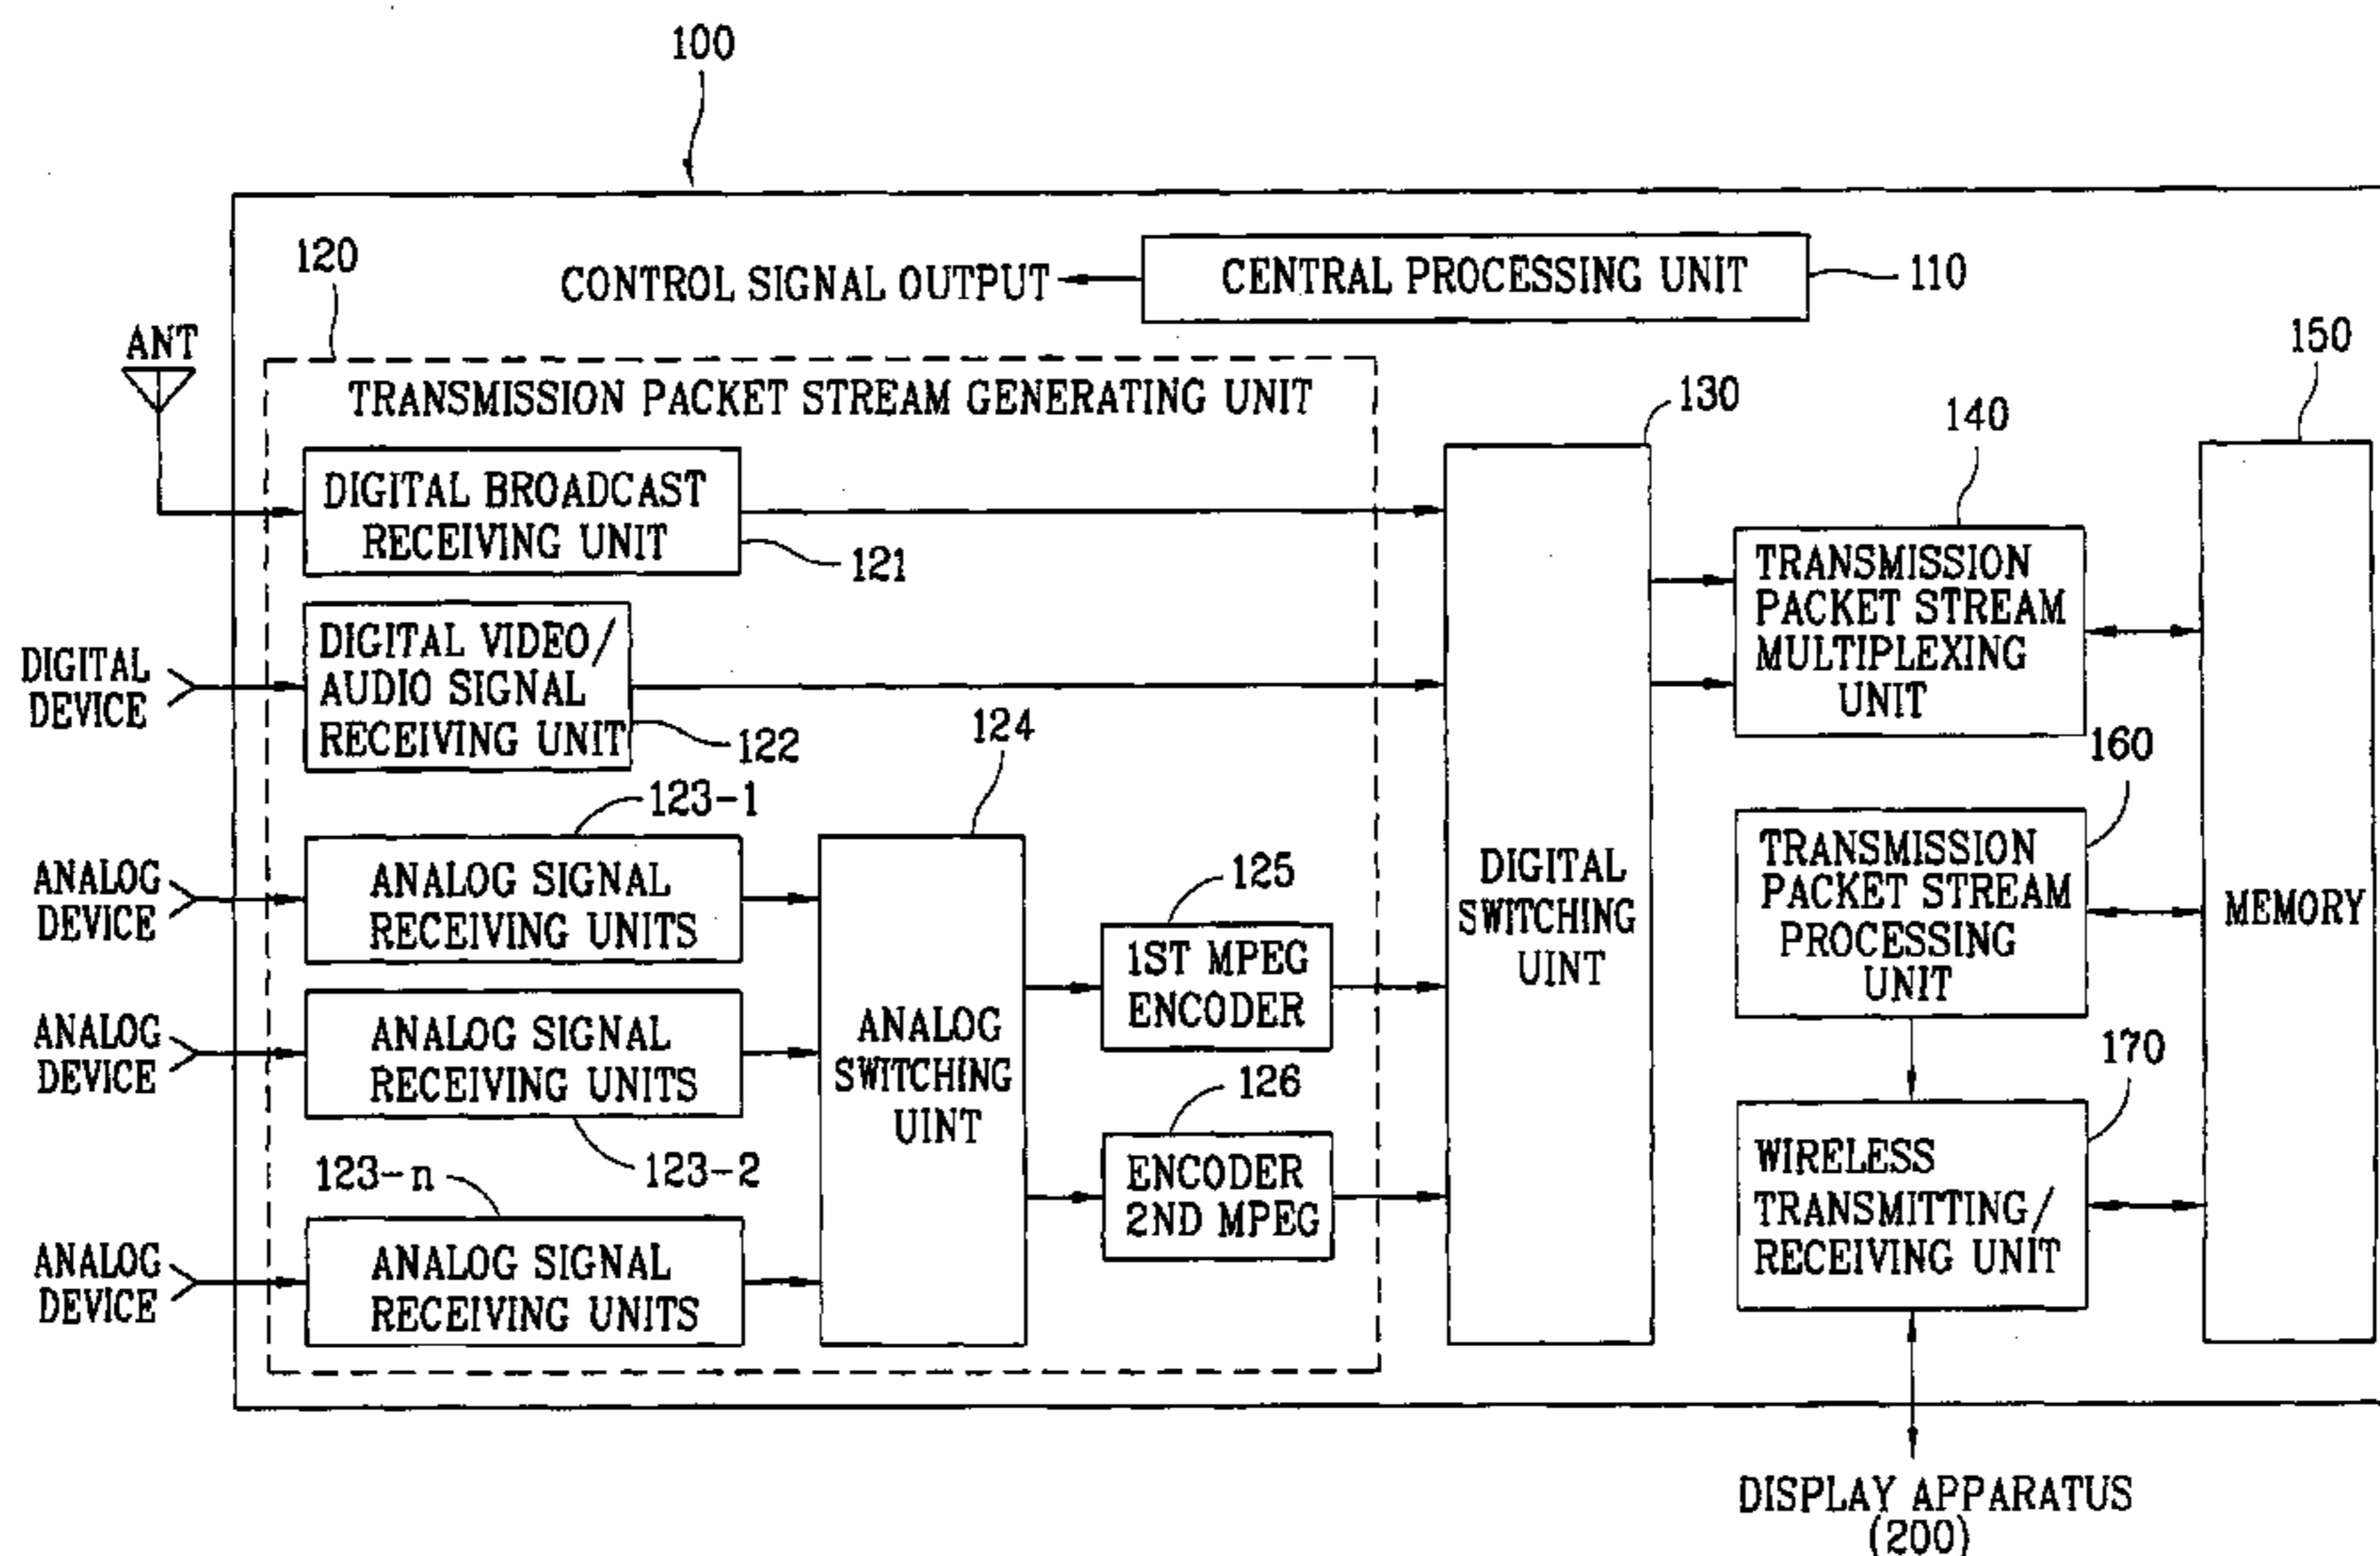 100
120
CONTROL SIGNAL OUTPUT
CENTRAL PROCESSING UNIT
110
ANT
TRANSMISSION PACKET STREAM GENERATING UNIT
130
140
150
DIGITAL BROADCAST
RECEIVING UNIT
121
DIGITAL
DEVICE
DIGITAL VIDEO/
AUDIO SIGNAL
RECEIVING UNIT
122
124
TRANSMISSION
PACKET STREAM
MULTIPLEXING
UNIT
160
123-1
ANALOG
DEVICE
ANALOG SIGNAL
RECEIVING UNITS
125
1ST MPEG
ENCODER
DIGITAL
SWITCHING
UINT
TRANSMISSION
PACKET STREAM
PROCESSING
UNIT
MEMORY
ANALOG
DEVICE
ANALOG SIGNAL
RECEIVING UNITS
123-2
ANALOG
SWITCHING
UINT
126
ENCODER
2ND MPEG
170
WIRELESS
TRANSMITTING/
RECEIVING UNIT
123-n
ANALOG
DEVICE
ANALOG SIGNAL
RECEIVING UNITS
DISPLAY APPARATUS
(200)